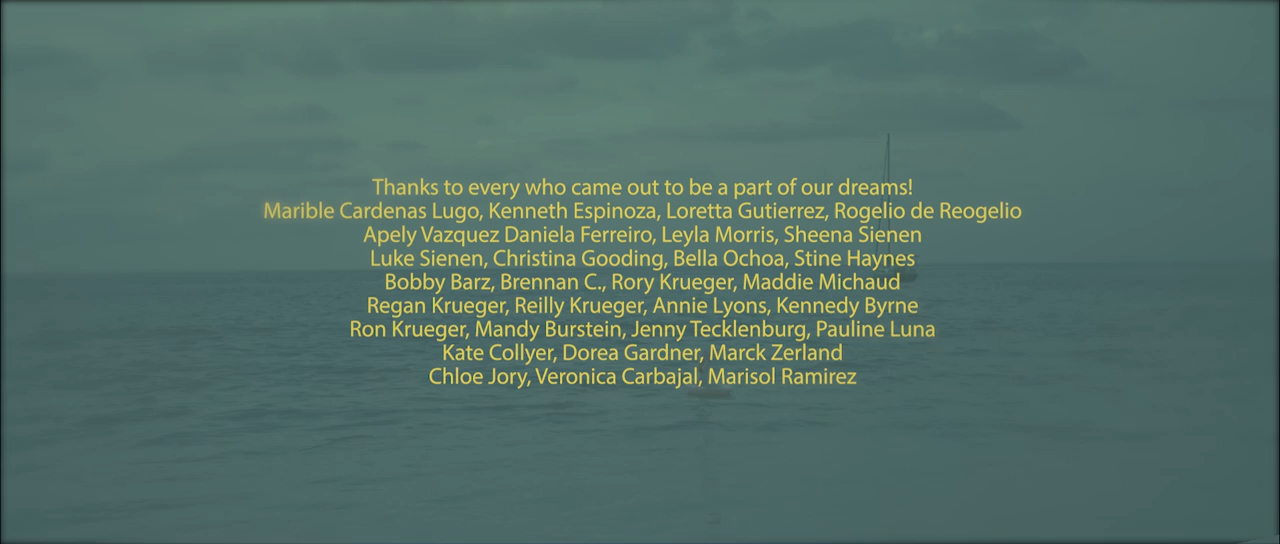 Thanks to every who came out to be a part of our dreams!
Marible Cardenas Lugo, Kenneth Espinoza, Loretta Gutierrez, Rogelio de Reogelio
Apely Vazquez Daniela Ferreiro, Leyla Morris, Sheena Sienen
Luke Sienen, Christina Gooding, Bella Ochoa, Stine Haynes
Bobby Barz, Brennan C., Rory Krueger, Maddie Michaud
Regan Krueger, Reilly Krueger, Annie Lyons, Kennedy Byrne
Ron Krueger, Mandy Burstein, Jenny Tecklenburg, Pauline Luna
Kate Collyer, Dorea Gardner, Marck Zerland
Chloe Jory, Veronica Carbajal, Marisol Ramirez